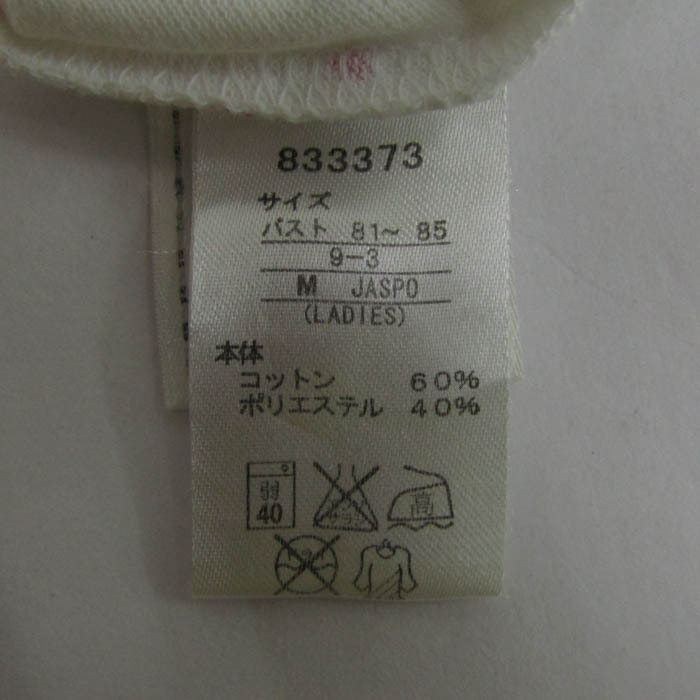 833373
サイズ
バスト 81~ 85
9-3
M JASPO
(LADIES)
本体
コットン 60%
ポリエステル 40%
弱
40
高